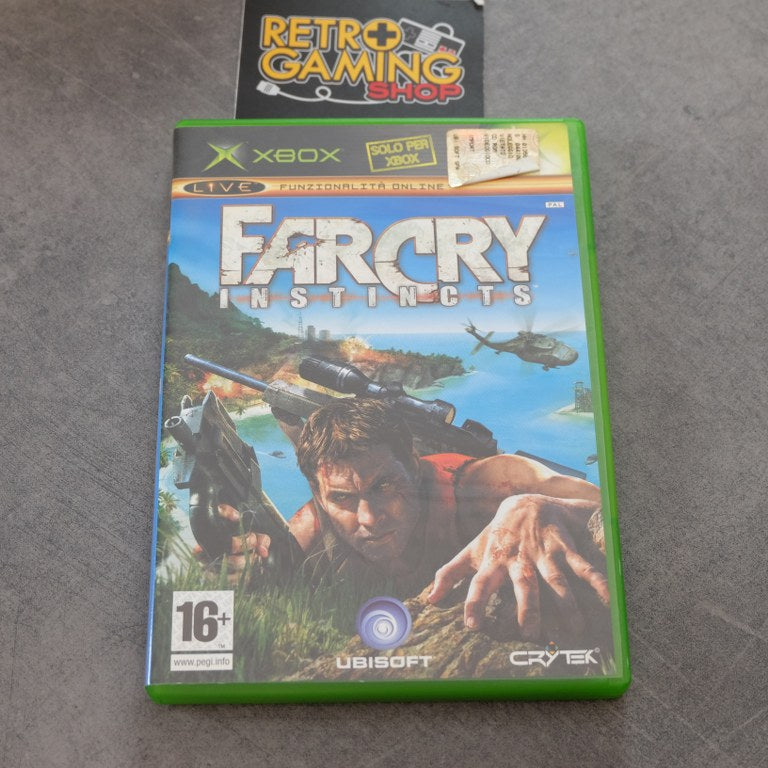 RETRO
GAMING
SHOP
XBOX
SOLO PER
XBOX
LIVE
FUNZIONALITÀ ONLINE
PAL
FARCRY
INSTINCTS
™
16+
www.pegi.info
UBISOFT
CRYTEK